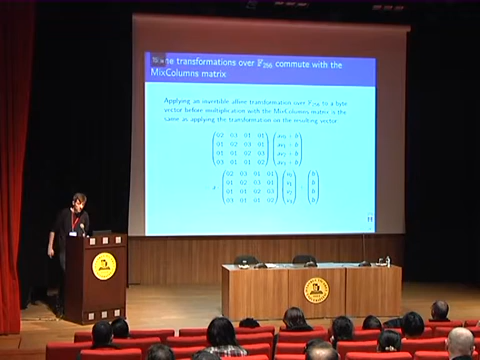 ne transformations over F₂₅₆ commute with the
MixColumns matrix
Applying an invertible affine transformation over F₂₅₆ to a byte
vector before multiplication with the MixColumns matrix is the
same as applying the transformation on the resulting vector
02 03 01 01
01 02 03 01
01 01 02 03
03 01 01 02
02 03 01 01
01 02 03 01
01 01 02 03
03 01 01 02